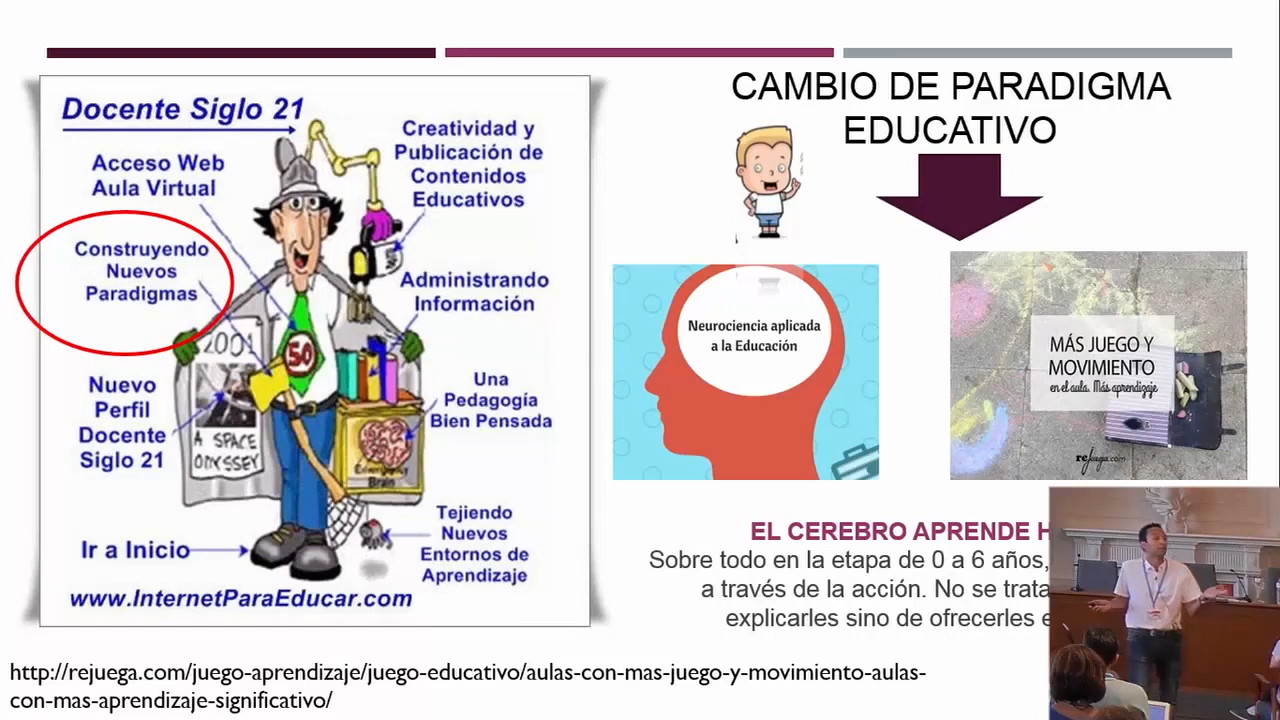 CAMBIO DE PARADIGMA
EDUCATIVO
Docente Siglo 21
Acceso Web
Aula Virtual
Creatividad y
Publicación de
Contenidos
Educativos
Construyendo
Nuevos
Paradigmas
Administrando
Información
2001
50
A SPACE
ODYSSEY
Nuevo
Perfil
Docente
Siglo 21
Una
Pedagogía
Bien Pensada
Emergency
Brain
Ir a Inicio
Tejiendo
Nuevos
Entornos de
Aprendizaje
www.InternetParaEducar.com
Neurociencia aplicada
a la Educación
MÁS JUEGO Y
MOVIMIENTO
en el aula. Más aprendizaje
rejuega.com
EL CEREBRO APRENDE
Sobre todo en la etapa de 0 a 6 años,
a través de la acción. No se trata
explicarles sino de ofrecerles
http://rejuega.com/juego-aprendizaje/juego-educativo/aulas-con-mas-juego-y-movimiento-aulas-
con-mas-aprendizaje-significativo/